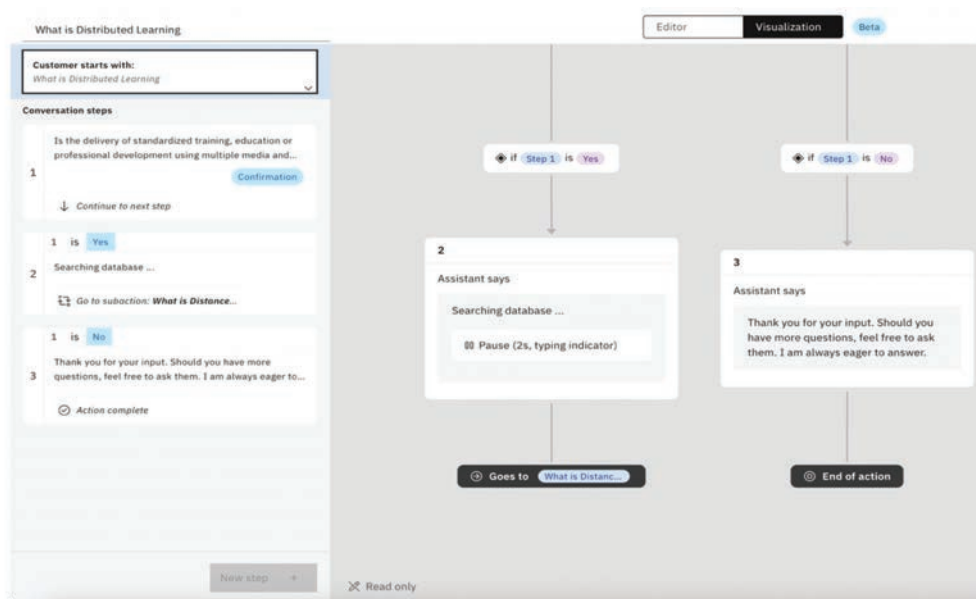 What is Distributed Learning
Editor
Visualization
Beta
Customer starts with:
What is Distributed Learning
Conversation steps
1
Is the delivery of standardized training, education or
professional development using multiple media and...
Confirmation
Continue to next step
1 is Yes
2
Searching database ...
Go to subaction: What is Distance...
1 is No
3
Thank you for your input. Should you have more
questions, feel free to ask them. I am always eager to...
Action complete
New step +
if Step 1 is Yes
2
Assistant says
Searching database ...
Pause (2s, typing indicator)
Goes to What is Distanc...
if Step 1 is No
3
Assistant says
Thank you for your input. Should you
have more questions, feel free to ask
them. I am always eager to answer.
End of action
Read only